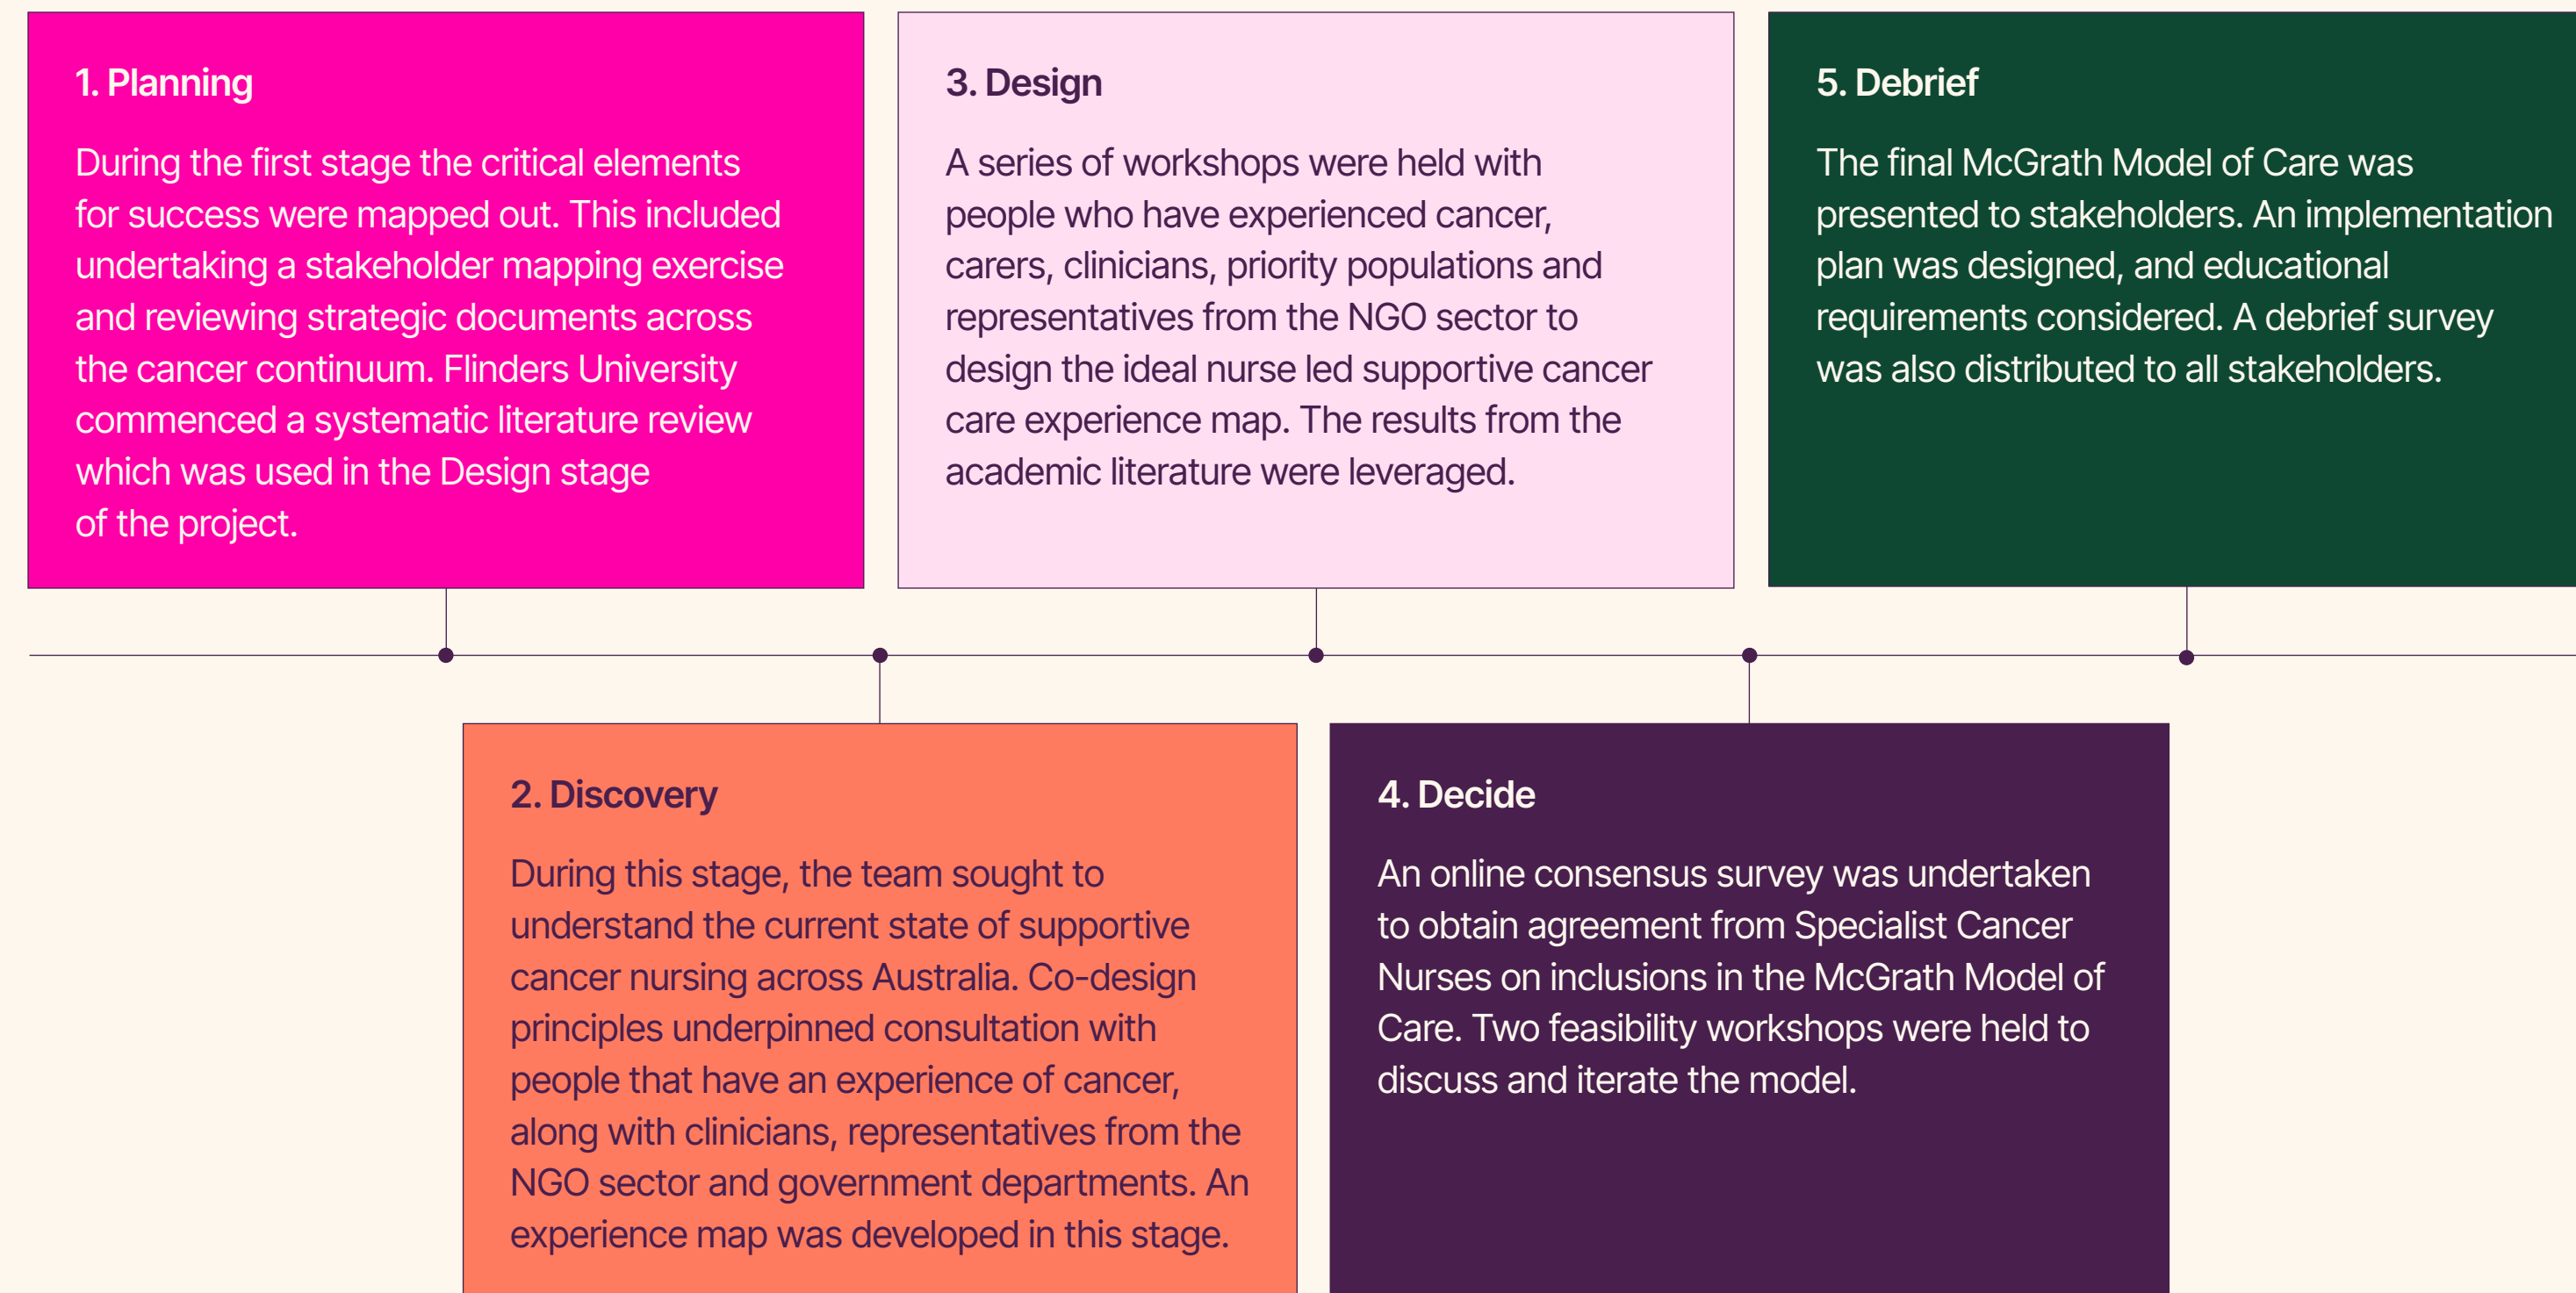 1. Planning
During the first stage the critical elements
for success were mapped out. This included
undertaking a stakeholder mapping exercise
and reviewing strategic documents across
the cancer continuum. Flinders University
commenced a systematic literature review
which was used in the Design stage
of the project.
2. Discovery
During this stage, the team sought to
understand the current state of supportive
cancer nursing across Australia. Co-design
principles underpinned consultation with
people that have an experience of cancer,
along with clinicians, representatives from the
NGO sector and government departments. An
experience map was developed in this stage.
3. Design
A series of workshops were held with
people who have experienced cancer,
carers, clinicians, priority populations and
representatives from the NGO sector to
design the ideal nurse led supportive cancer
care experience map. The results from the
academic literature were leveraged.
4. Decide
An online consensus survey was undertaken
to obtain agreement from Specialist Cancer
Nurses on inclusions in the McGrath Model of
Care. Two feasibility workshops were held to
discuss and iterate the model.
5. Debrief
The final McGrath Model of Care was
presented to stakeholders. An implementation
plan was designed, and educational
requirements considered. A debrief survey
was also distributed to all stakeholders.